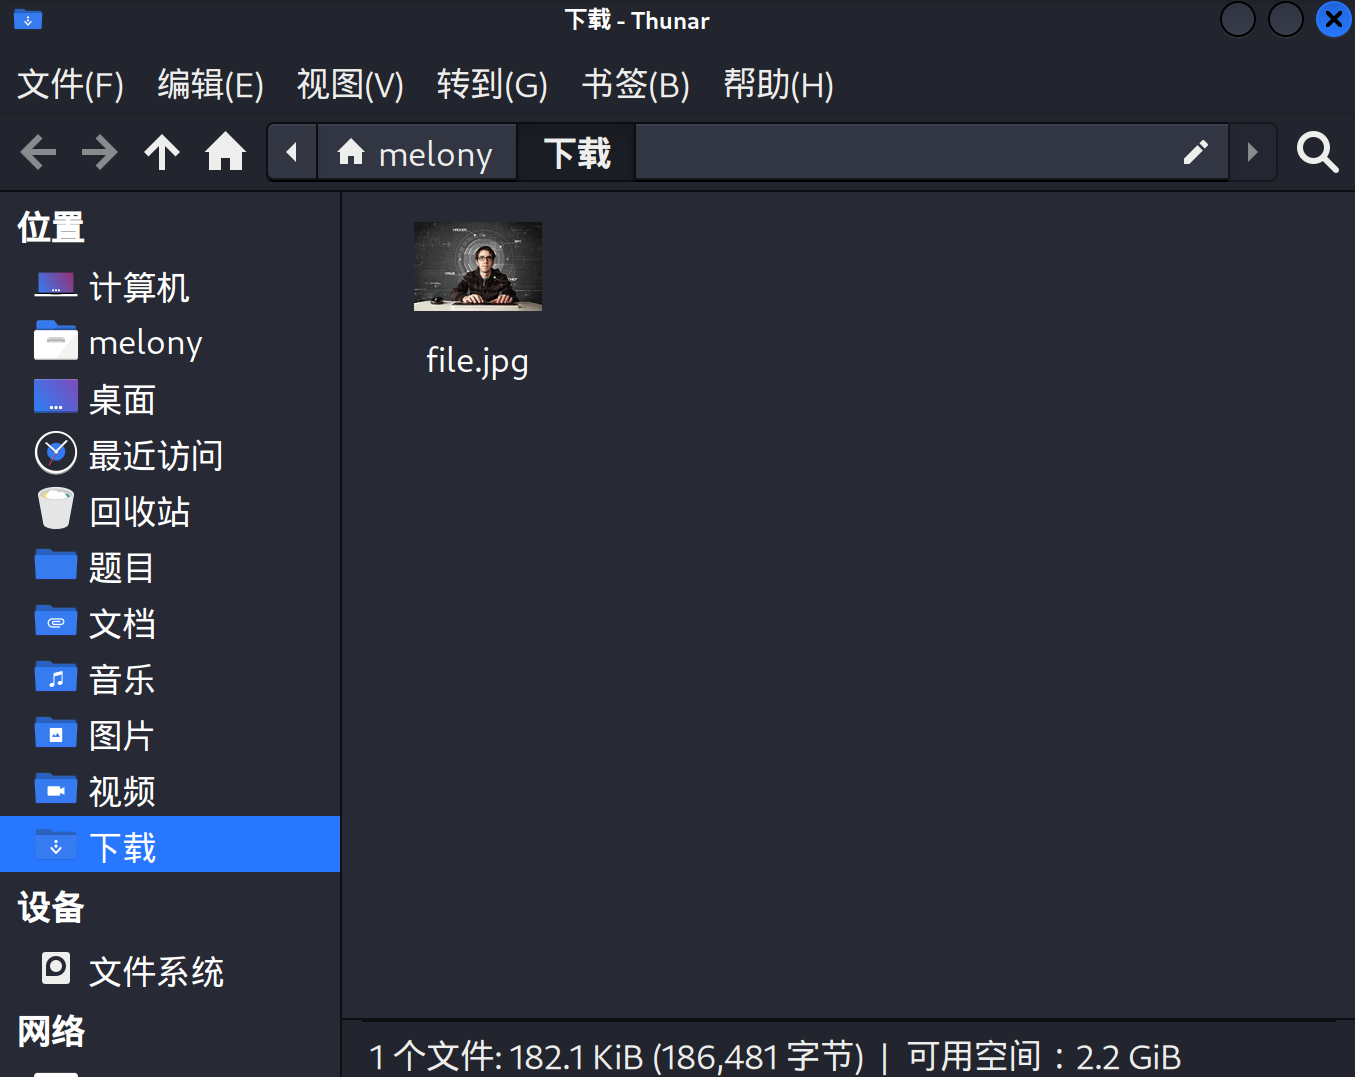 下载 - Thunar
文件(F) 编辑(E) 视图(V) 转到(G) 书签(B) 帮助(H)
melony 下载
位置
计算机
melony
桌面
最近访问
回收站
题目
文档
音乐
图片
视频
下载
设备
文件系统
网络
file.jpg
1 个文件: 182.1 KiB (186,481 字节) | 可用空间：2.2 GiB